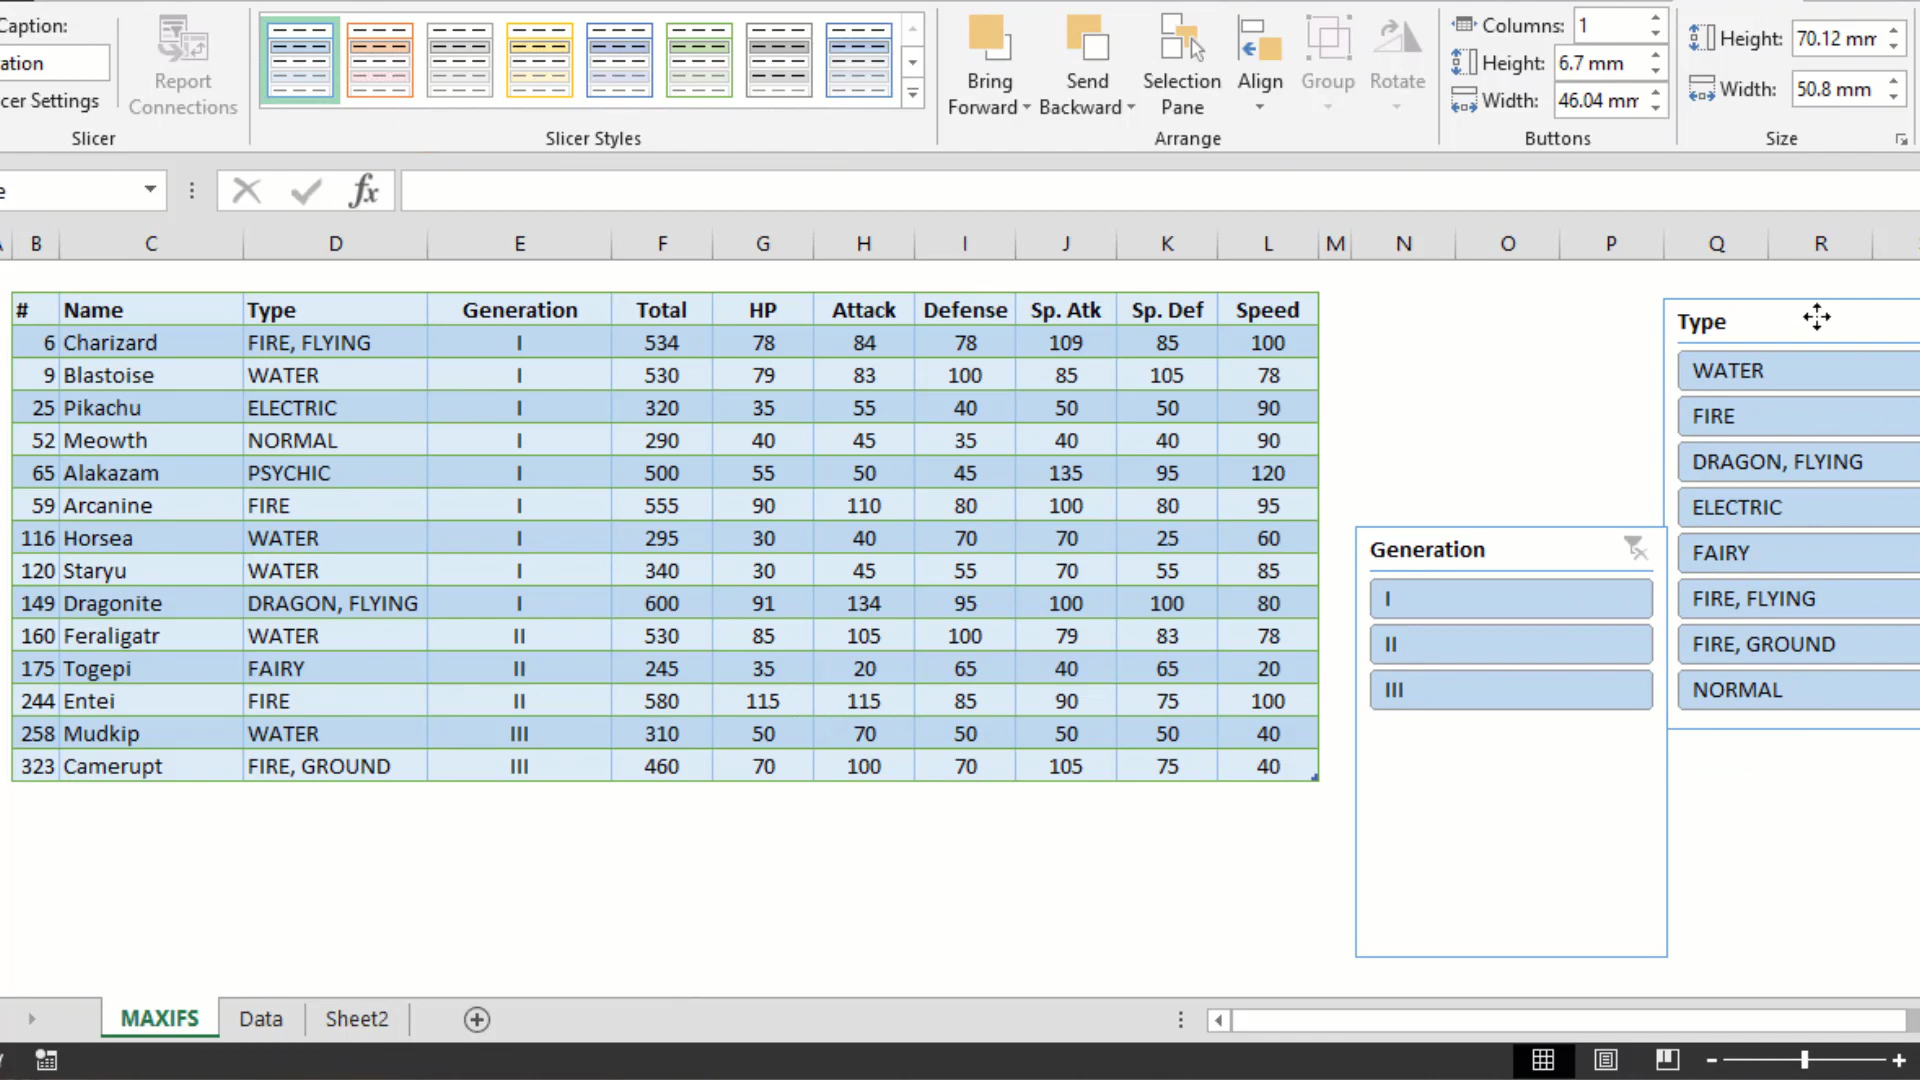 Caption:
ation
cer Settings
Report
Connections
Slicer
Slicer Styles
Bring
Forward
Send
Backward
Selection
Pane
Align
Group
Rotate
Arrange
Columns: 1
Height: 6.7 mm
Width: 46.04 mm
Buttons
Height: 70.12 mm
Width: 50.8 mm
Size
e
fx
A B C D E F G H I J K L M N O P Q R
# Name Type Generation Total HP Attack Defense Sp. Atk Sp. Def Speed
6 Charizard FIRE, FLYING I 534 78 84 78 109 85 100
9 Blastoise WATER I 530 79 83 100 85 105 78
25 Pikachu ELECTRIC I 320 35 55 40 50 50 90
52 Meowth NORMAL I 290 40 45 35 40 40 90
65 Alakazam PSYCHIC I 500 55 50 45 135 95 120
59 Arcanine FIRE I 555 90 110 80 100 80 95
116 Horsea WATER I 295 30 40 70 70 25 60
120 Staryu WATER I 340 30 45 55 70 55 85
149 Dragonite DRAGON, FLYING I 600 91 134 95 100 100 80
160 Feraligatr WATER II 530 85 105 100 79 83 78
175 Togepi FAIRY II 245 35 20 65 40 65 20
244 Entei FIRE II 580 115 115 85 90 75 100
258 Mudkip WATER III 310 50 70 50 50 50 40
323 Camerupt FIRE, GROUND III 460 70 100 70 105 75 40
Generation
I
II
III
Type
WATER
FIRE
DRAGON, FLYING
ELECTRIC
FAIRY
FIRE, FLYING
FIRE, GROUND
NORMAL
MAXIFS Data Sheet2